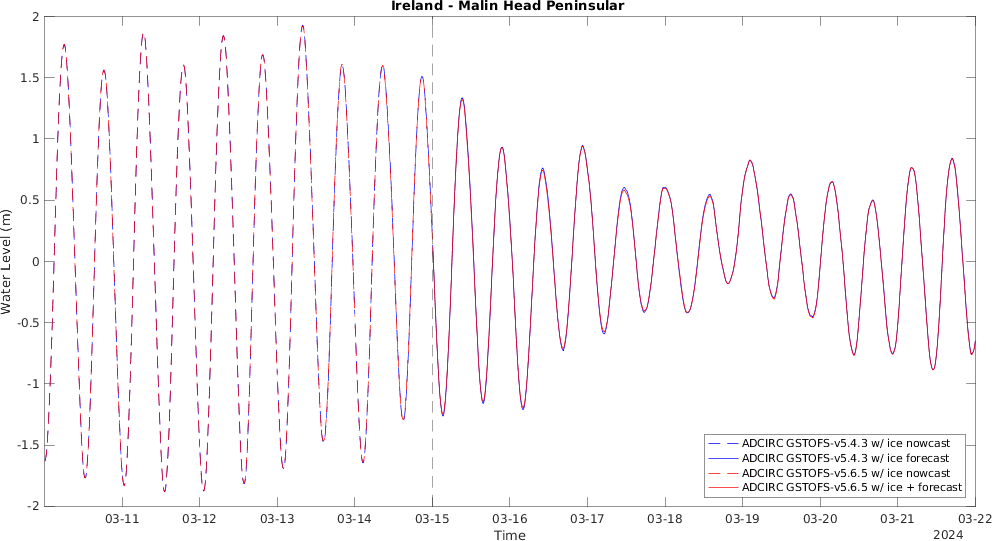 Ireland - Malin Head Peninsular
2
1.5
1
0.5
0
-0.5
-1
-1.5
-2
Water Level (m)
03-11 03-12 03-13 03-14 03-15 03-16 03-17 03-18 03-19 03-20 03-21 03-22
Time
2024
ADCIRC GSTOFS-v5.4.3 w/ ice nowcast
ADCIRC GSTOFS-v5.4.3 w/ ice forecast
ADCIRC GSTOFS-v5.6.5 w/ ice nowcast
ADCIRC GSTOFS-v5.6.5 w/ ice + forecast